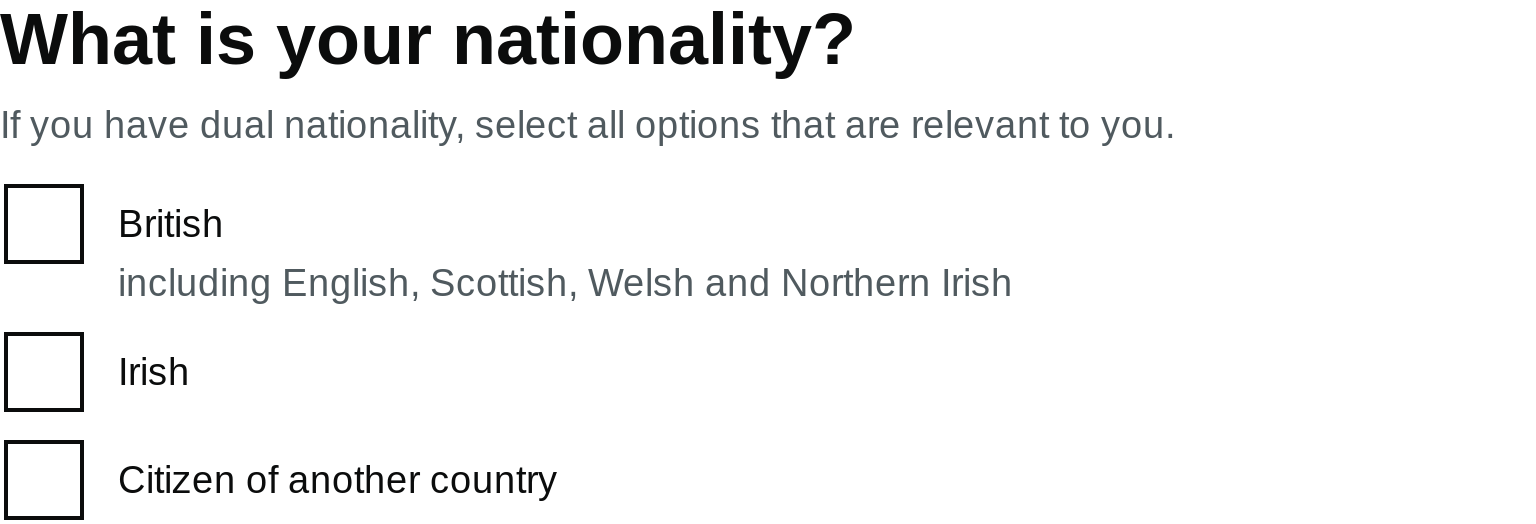 What is your nationality?
If you have dual nationality, select all options that are relevant to you.
British
including English, Scottish, Welsh and Northern Irish
Irish
Citizen of another country